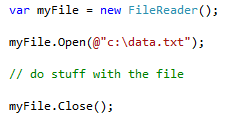 var myFile = new FileReader();
myFile.Open(@"c:\data.txt");
// do stuff with the file
myFile.Close();